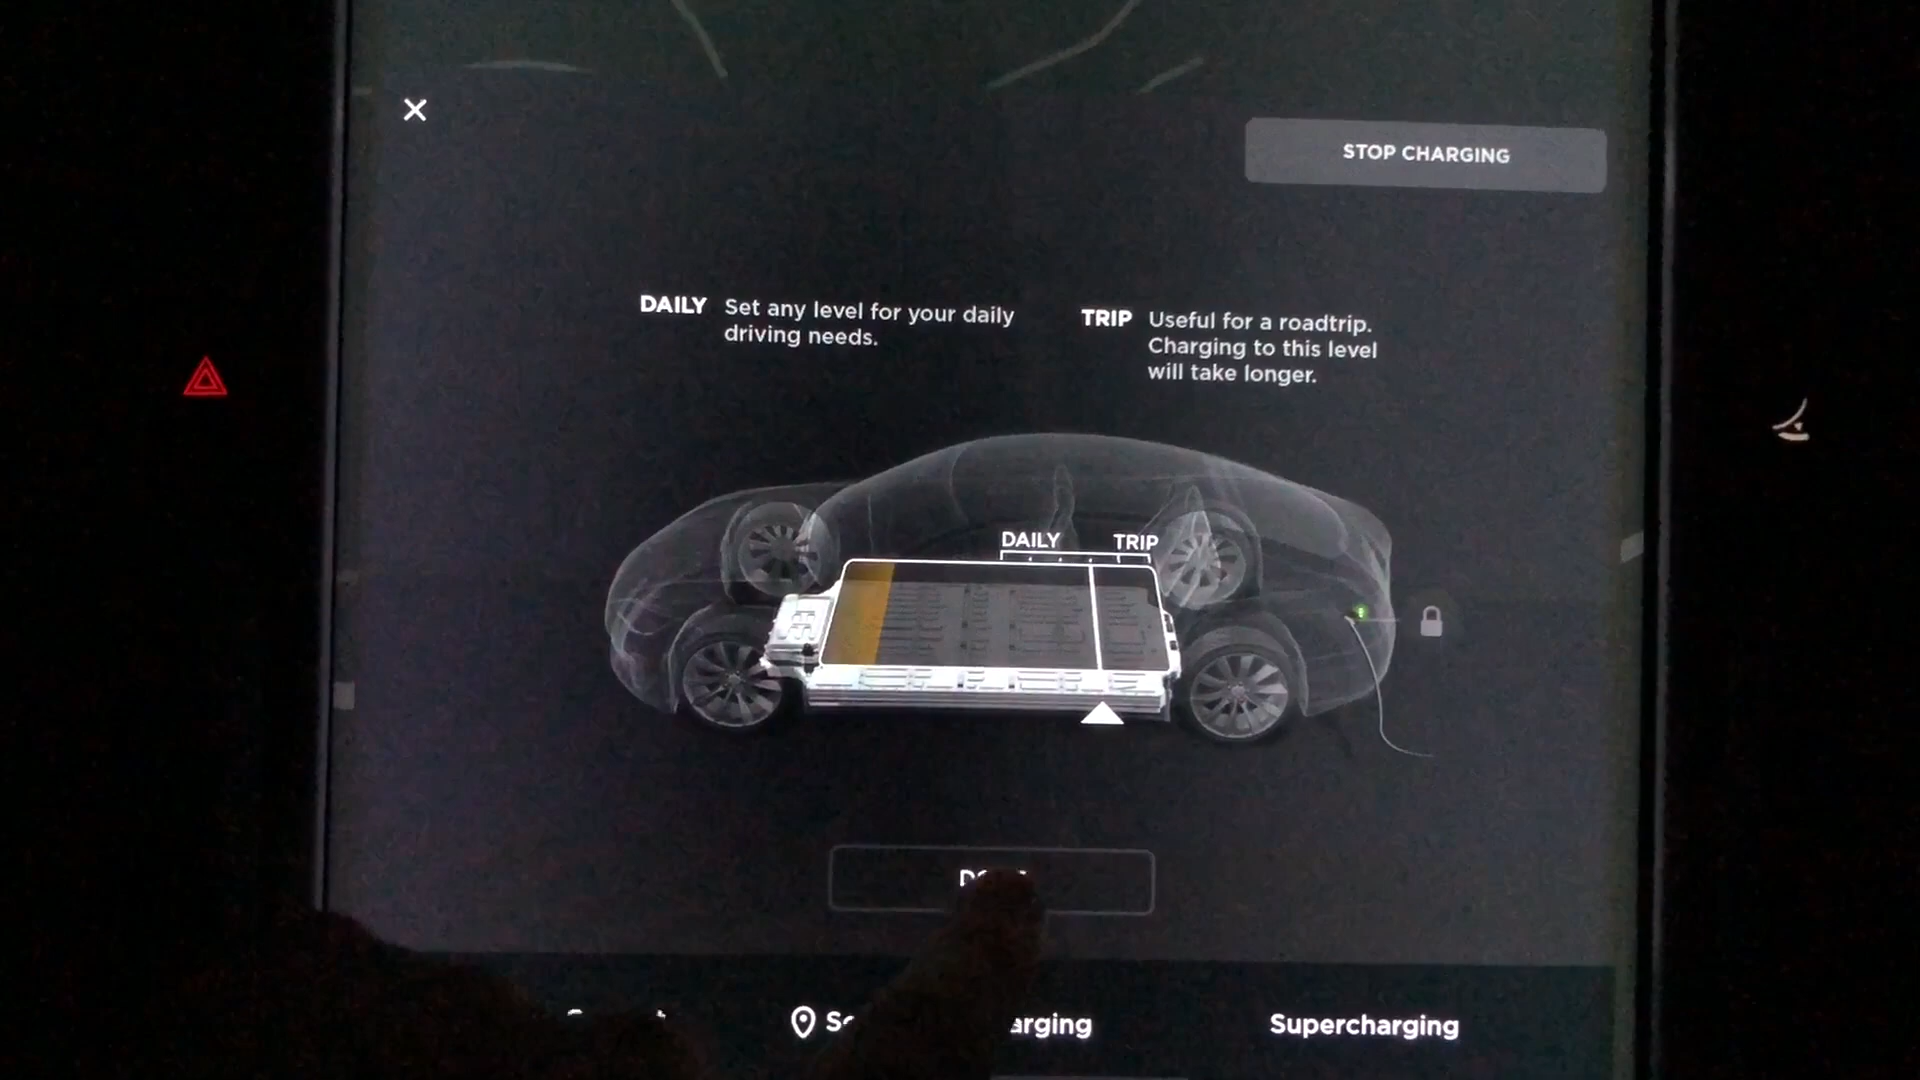 STOP CHARGING
DAILY Set any level for your daily
driving needs.
TRIP Useful for a roadtrip.
Charging to this level
will take longer.
DAILY TRIP
Supercharging